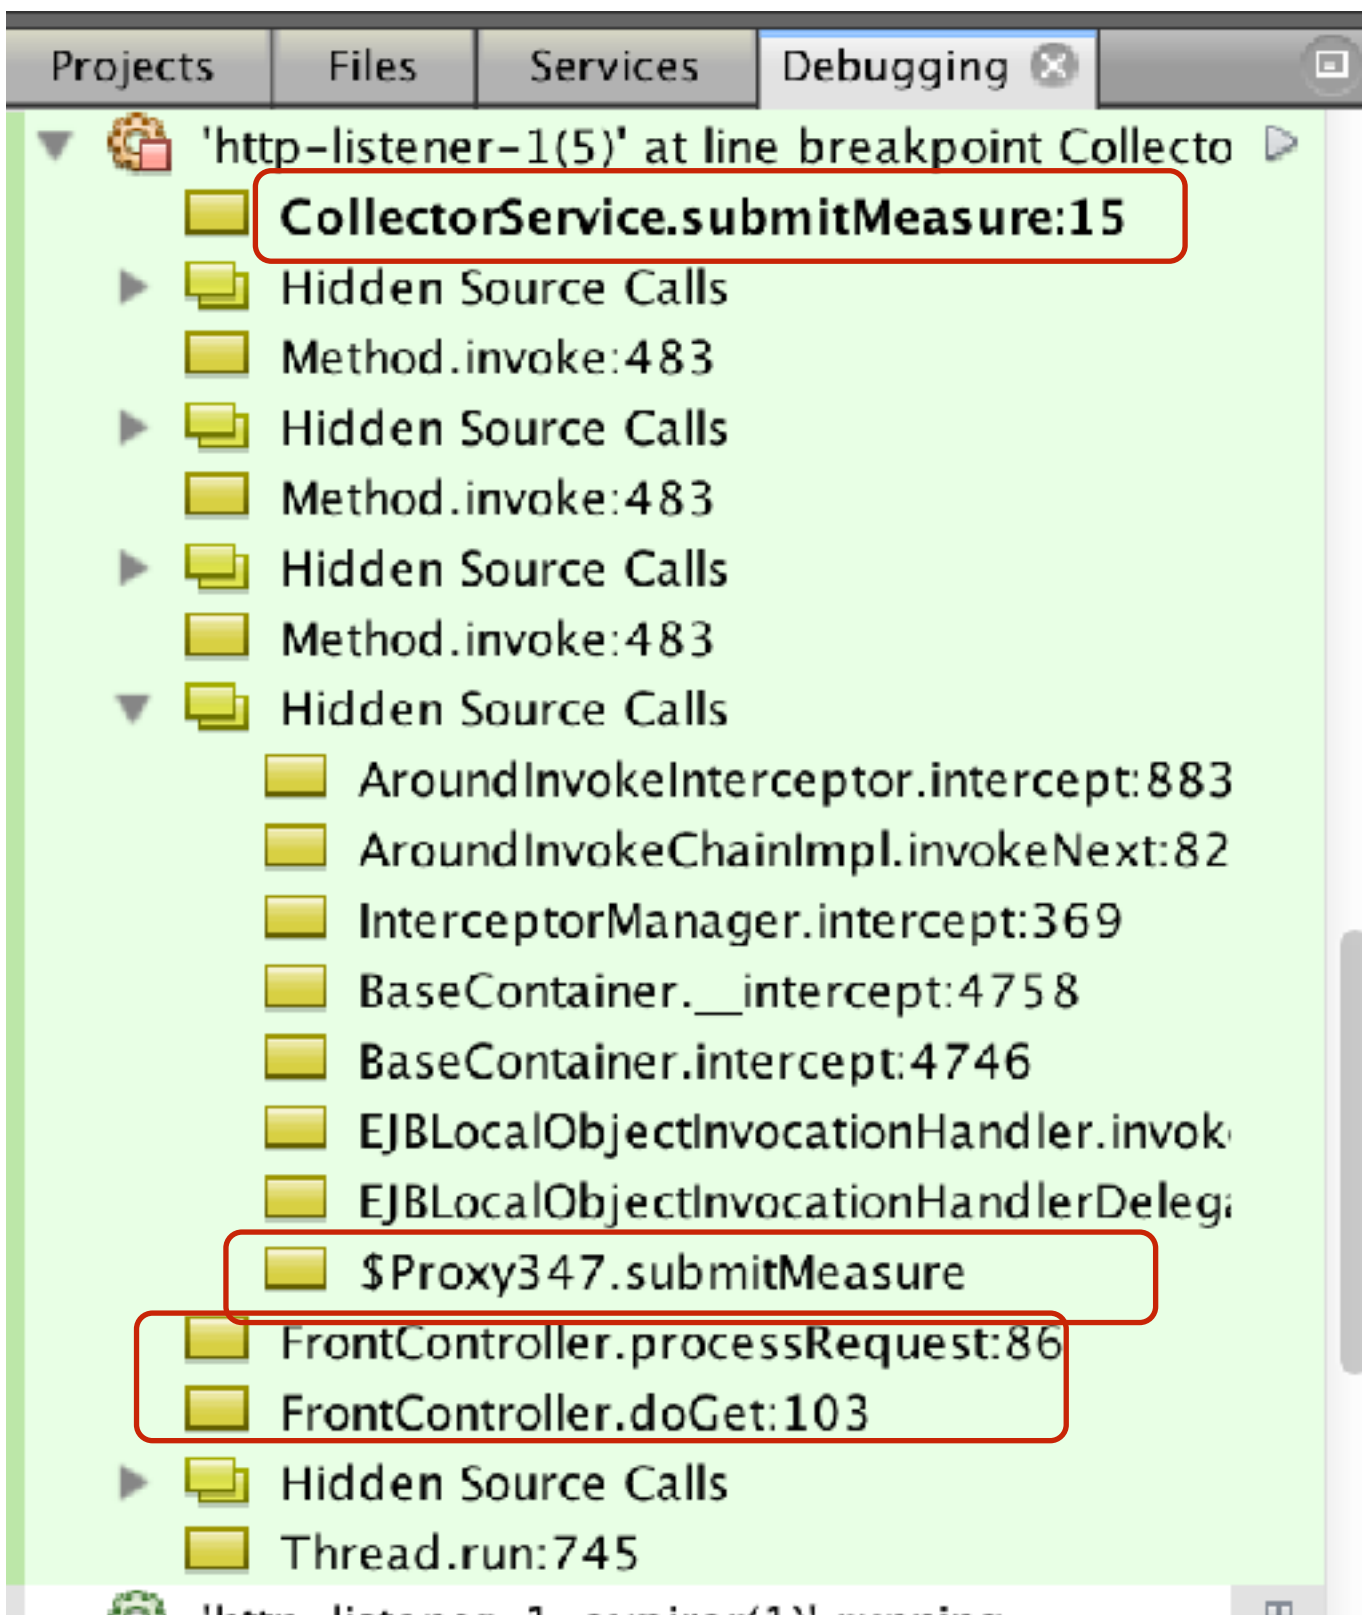 Projects Files Services Debugging
'http-listener-1(5)' at line breakpoint Collecto
CollectorService.submitMeasure:15
Hidden Source Calls
Method.invoke:483
Hidden Source Calls
Method.invoke:483
Hidden Source Calls
Method.invoke:483
Hidden Source Calls
AroundInvokeInterceptor.intercept:883
AroundInvokeChainImpl.invokeNext:82
InterceptorManager.intercept:369
BaseContainer.__intercept:4758
BaseContainer.intercept:4746
EJBLocalObjectInvocationHandler.invok
EJBLocalObjectInvocationHandlerDeleg
$Proxy347.submitMeasure
FrontController.processRequest:86
FrontController.doGet:103
Hidden Source Calls
Thread.run:745